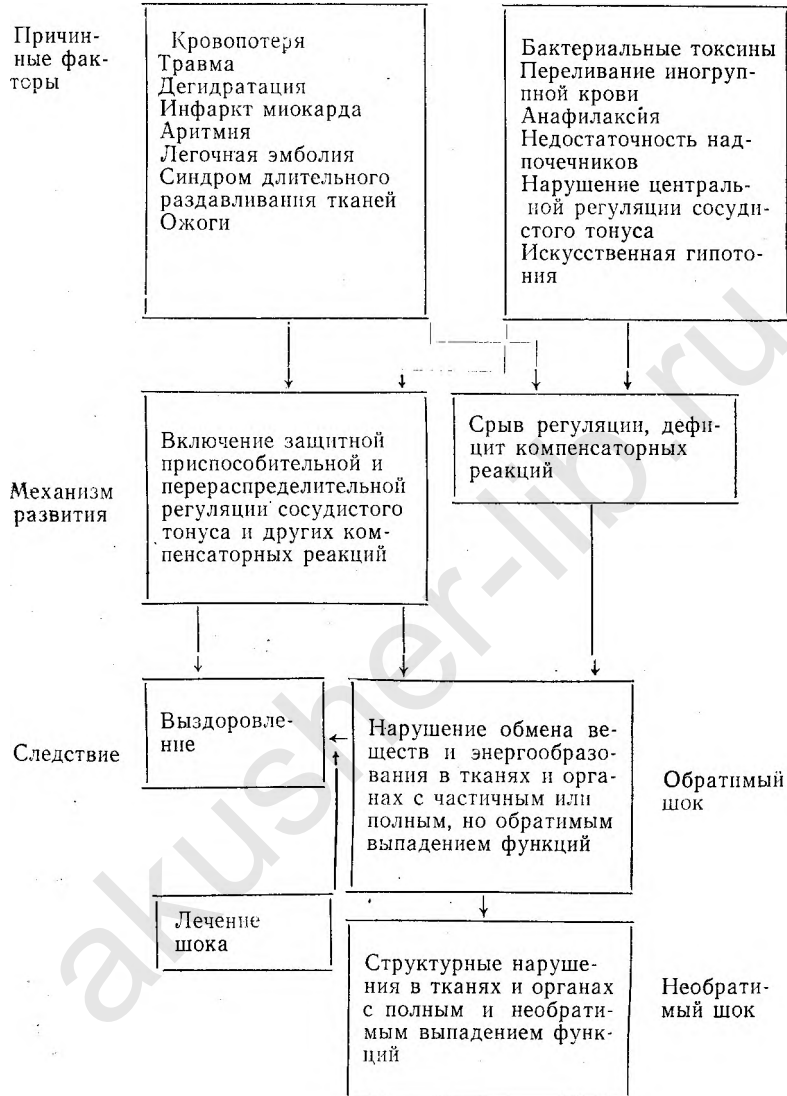 Причин-
ные фак-
торы
Кровопотеря
Травма
Дегидратация
Инфаркт миокарда
Аритмия
Легочная эмболия
Синдром длительного
раздавливания тканей
Ожоги
Бактериальные токсины
Переливание иногруп-
пной крови
Анафилаксия
Недостаточность над-
почечников
Нарушение централь-
ной регуляции сосуди-
стого тонуса
Искусственная гипото-
ния
Механизм
развития
Включение защитной
приспособительной и
перераспределительной
регуляции сосудистого
тонуса и других ком-
пенсаторных реакций
Срыв регуляции, дефи-
цит компенсаторных
реакций
Следствие
Выздоровле-
ние
Нарушение обмена ве-
ществ и энергообразо-
вания в тканях и орга-
нах с частичным или
полным, но обратимым
выпадением функций
Обратимый
шок
Лечение
шока
Структурные наруше-
ния в тканях и органах
с полным и необрати-
мым выпадением функ-
ций
Необрати-
мый шок
akusher-lib.ru